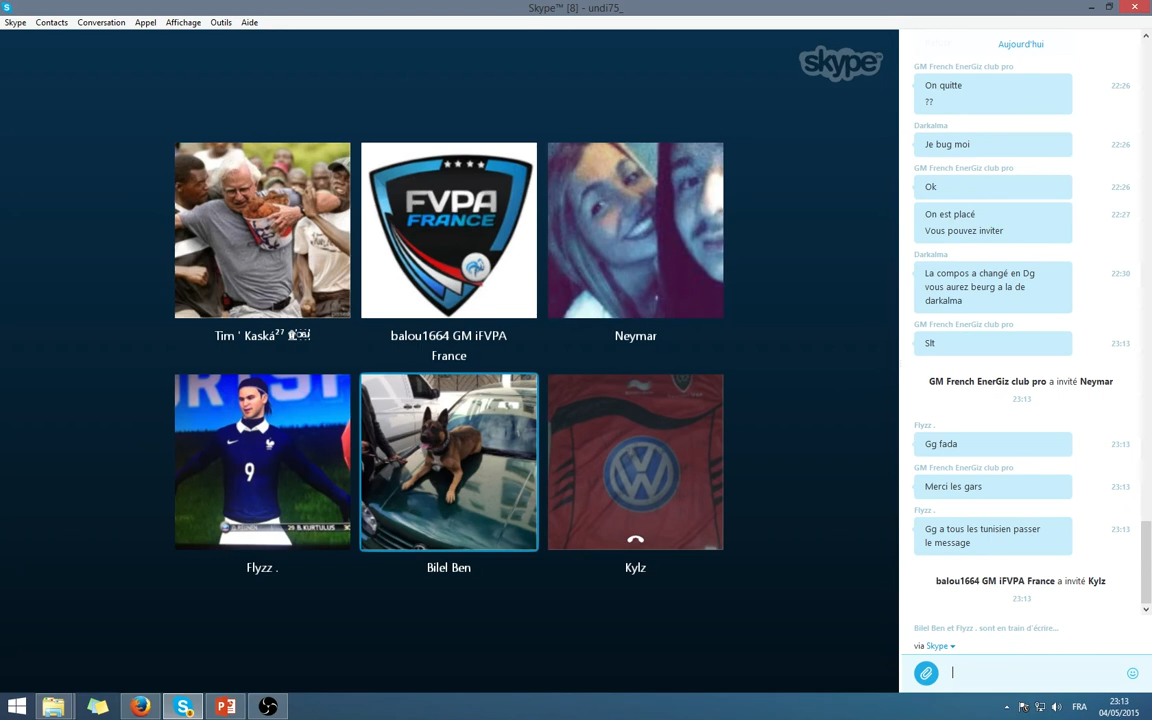 Skype™ [8] - undi75_
Skype Contacts Conversation Appel Affichage Outils Aide
skype™
FVPA
FRANCE
Tim ' Kaská²⁷
balou1664 GM iFVPA
France
Neymar
9
B.KURTULUS
Flyzz .
Bilel Ben
Kylz
Aujourd'hui
GM French EnerGiz club pro
On quitte 22:26
??
Darkalma
Je bug moi 22:26
GM French EnerGiz club pro
Ok 22:26
On est placé 22:27
Vous pouvez inviter
Darkalma
La compos a changé en Dg 22:30
vous aurez beurg a la de
darkalma
GM French EnerGiz club pro
Slt 23:13
GM French EnerGiz club pro a invité Neymar
23:13
Flyzz .
Gg fada 23:13
GM French EnerGiz club pro
Merci les gars 23:13
Flyzz .
Gg a tous les tunisien passer 23:13
le message
balou1664 GM iFVPA France a invité Kylz
23:13
Bilel Ben et Flyzz . sont en train d'écrire...
via Skype
FRA
23:13
04/05/2015